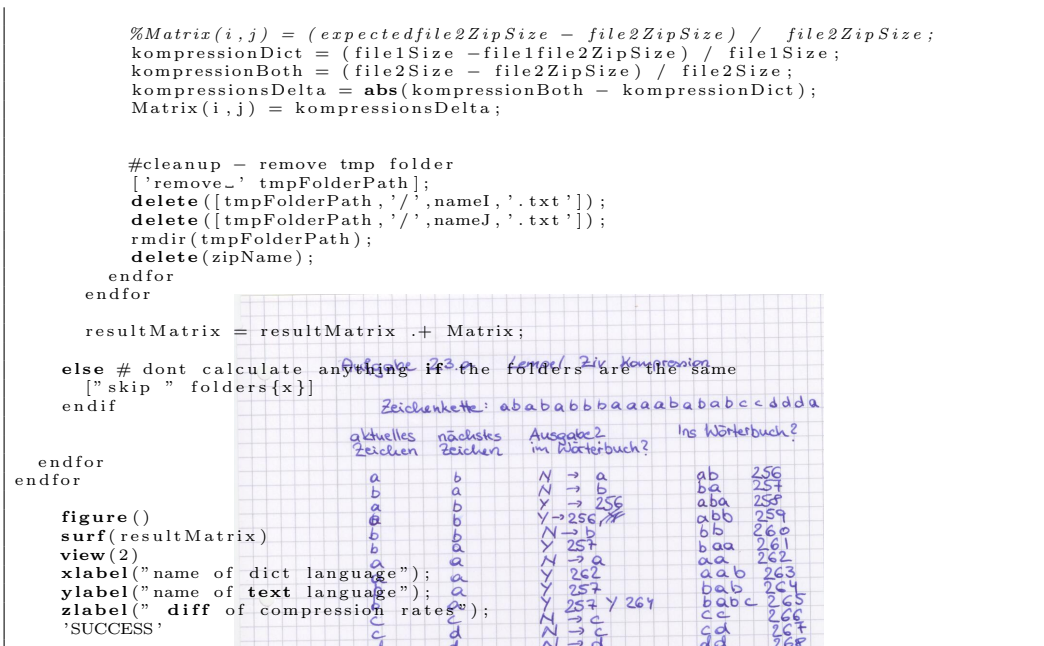 %Matrix(i,j) = (expectedfile2ZipSize − file2ZipSize) / file2ZipSize;
kompressionDict = (file1Size −file1file2ZipSize) / file1Size;
kompressionBoth = (file2Size − file2ZipSize) / file2Size;
kompressionsDelta = abs(kompressionBoth − kompressionDict);
Matrix(i,j) = kompressionsDelta;
#cleanup − remove tmp folder
['remove␣' tmpFolderPath];
delete([tmpFolderPath,'/',nameI,'.txt']);
delete([tmpFolderPath,'/',nameJ,'.txt']);
rmdir(tmpFolderPath);
delete(zipName);
endfor
endfor
resultMatrix = resultMatrix .+ Matrix;
else # dont calculate anything if the folders are the same
["skip " folders{x}]
endif
endfor
endfor
figure()
surf(resultMatrix)
view(2)
xlabel("name of dict language");
ylabel("name of text language");
zlabel(" diff of compression rates");
'SUCCESS'
Aufgabe 23. Lempel Ziv Kompression
Zeichenkette: abababbbaaaabababccddda
aktuelles Zeichen nächstes Zeichen Ausgabe? im Wörterbuch? Ins Wörterbuch?
a b N → a ab 256
b a N → b ba 257
a b Y → 256 aba 258
b Y→256 abb 259
b b N→b bb 260
b a Y 257 baa 261
a a N → a aa 262
a Y 262 aab 263
a Y 257 bab 264
Y 257 Y 264 babc 265
c c N → c cc 266
c d N → c cd 267
d d N → d dd 268